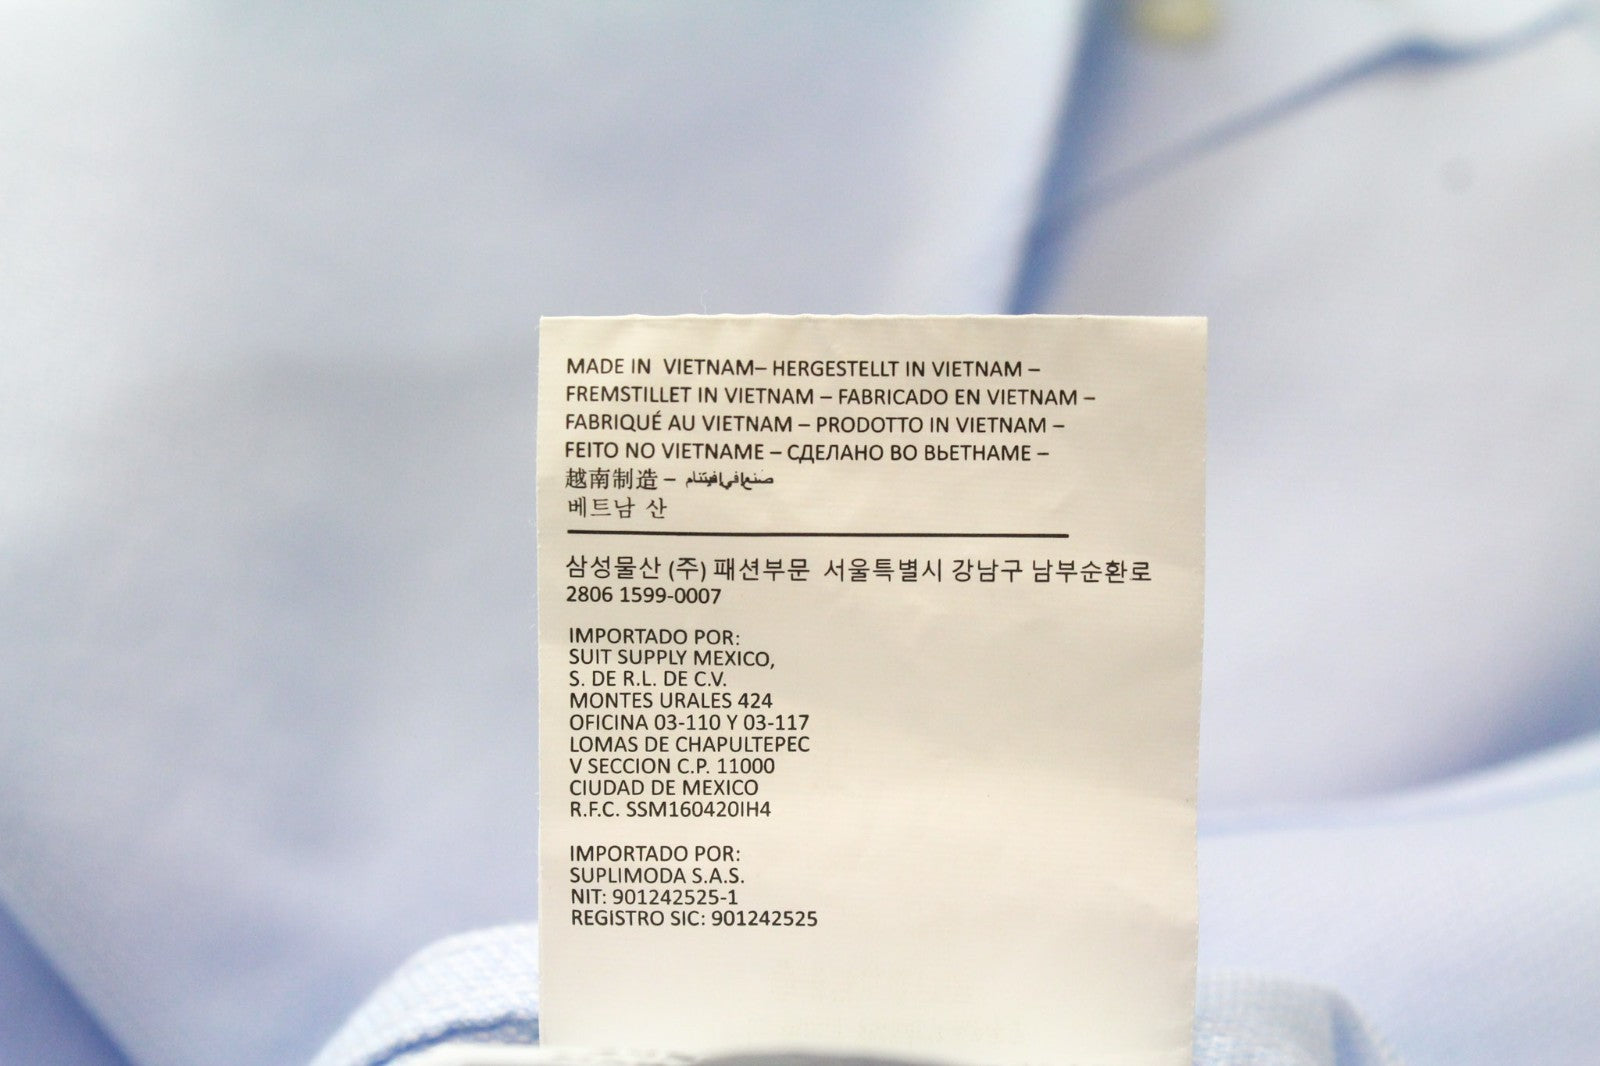 MADE IN VIETNAM– HERGESTELLT IN VIETNAM –
FREMSTILLET IN VIETNAM – FABRICADO EN VIETNAM –
FABRIQUÉ AU VIETNAM – PRODOTTO IN VIETNAM –
FEITO NO VIETNAME – СДЕЛАНО ВО ВЬЕТНАМЕ –
越南制造 – صنع في فيتنام
베트남 산
삼성물산 (주) 패션부문 서울특별시 강남구 남부순환로
2806 1599-0007
IMPORTADO POR:
SUIT SUPPLY MEXICO,
S. DE R.L. DE C.V.
MONTES URALES 424
OFICINA 03-110 Y 03-117
LOMAS DE CHAPULTEPEC
V SECCION C.P. 11000
CIUDAD DE MEXICO
R.F.C. SSM160420IH4
IMPORTADO POR:
SUPLIMODA S.A.S.
NIT: 901242525-1
REGISTRO SIC: 901242525